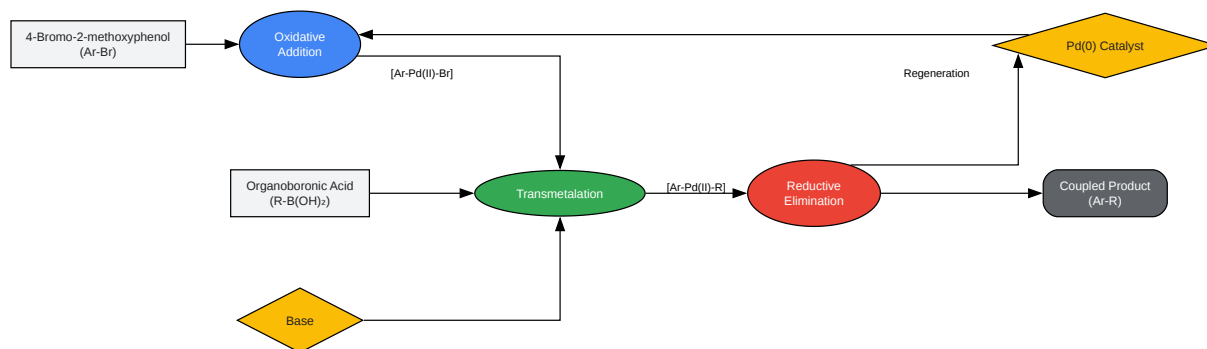 4-Bromo-2-methoxyphenol
(Ar-Br)
Oxidative
Addition
Pd(0) Catalyst
[Ar-Pd(II)-Br]
Regeneration
Organoboronic Acid
(R-B(OH)₂)
Transmetalation
[Ar-Pd(II)-R]
Reductive
Elimination
Coupled Product
(Ar-R)
Base